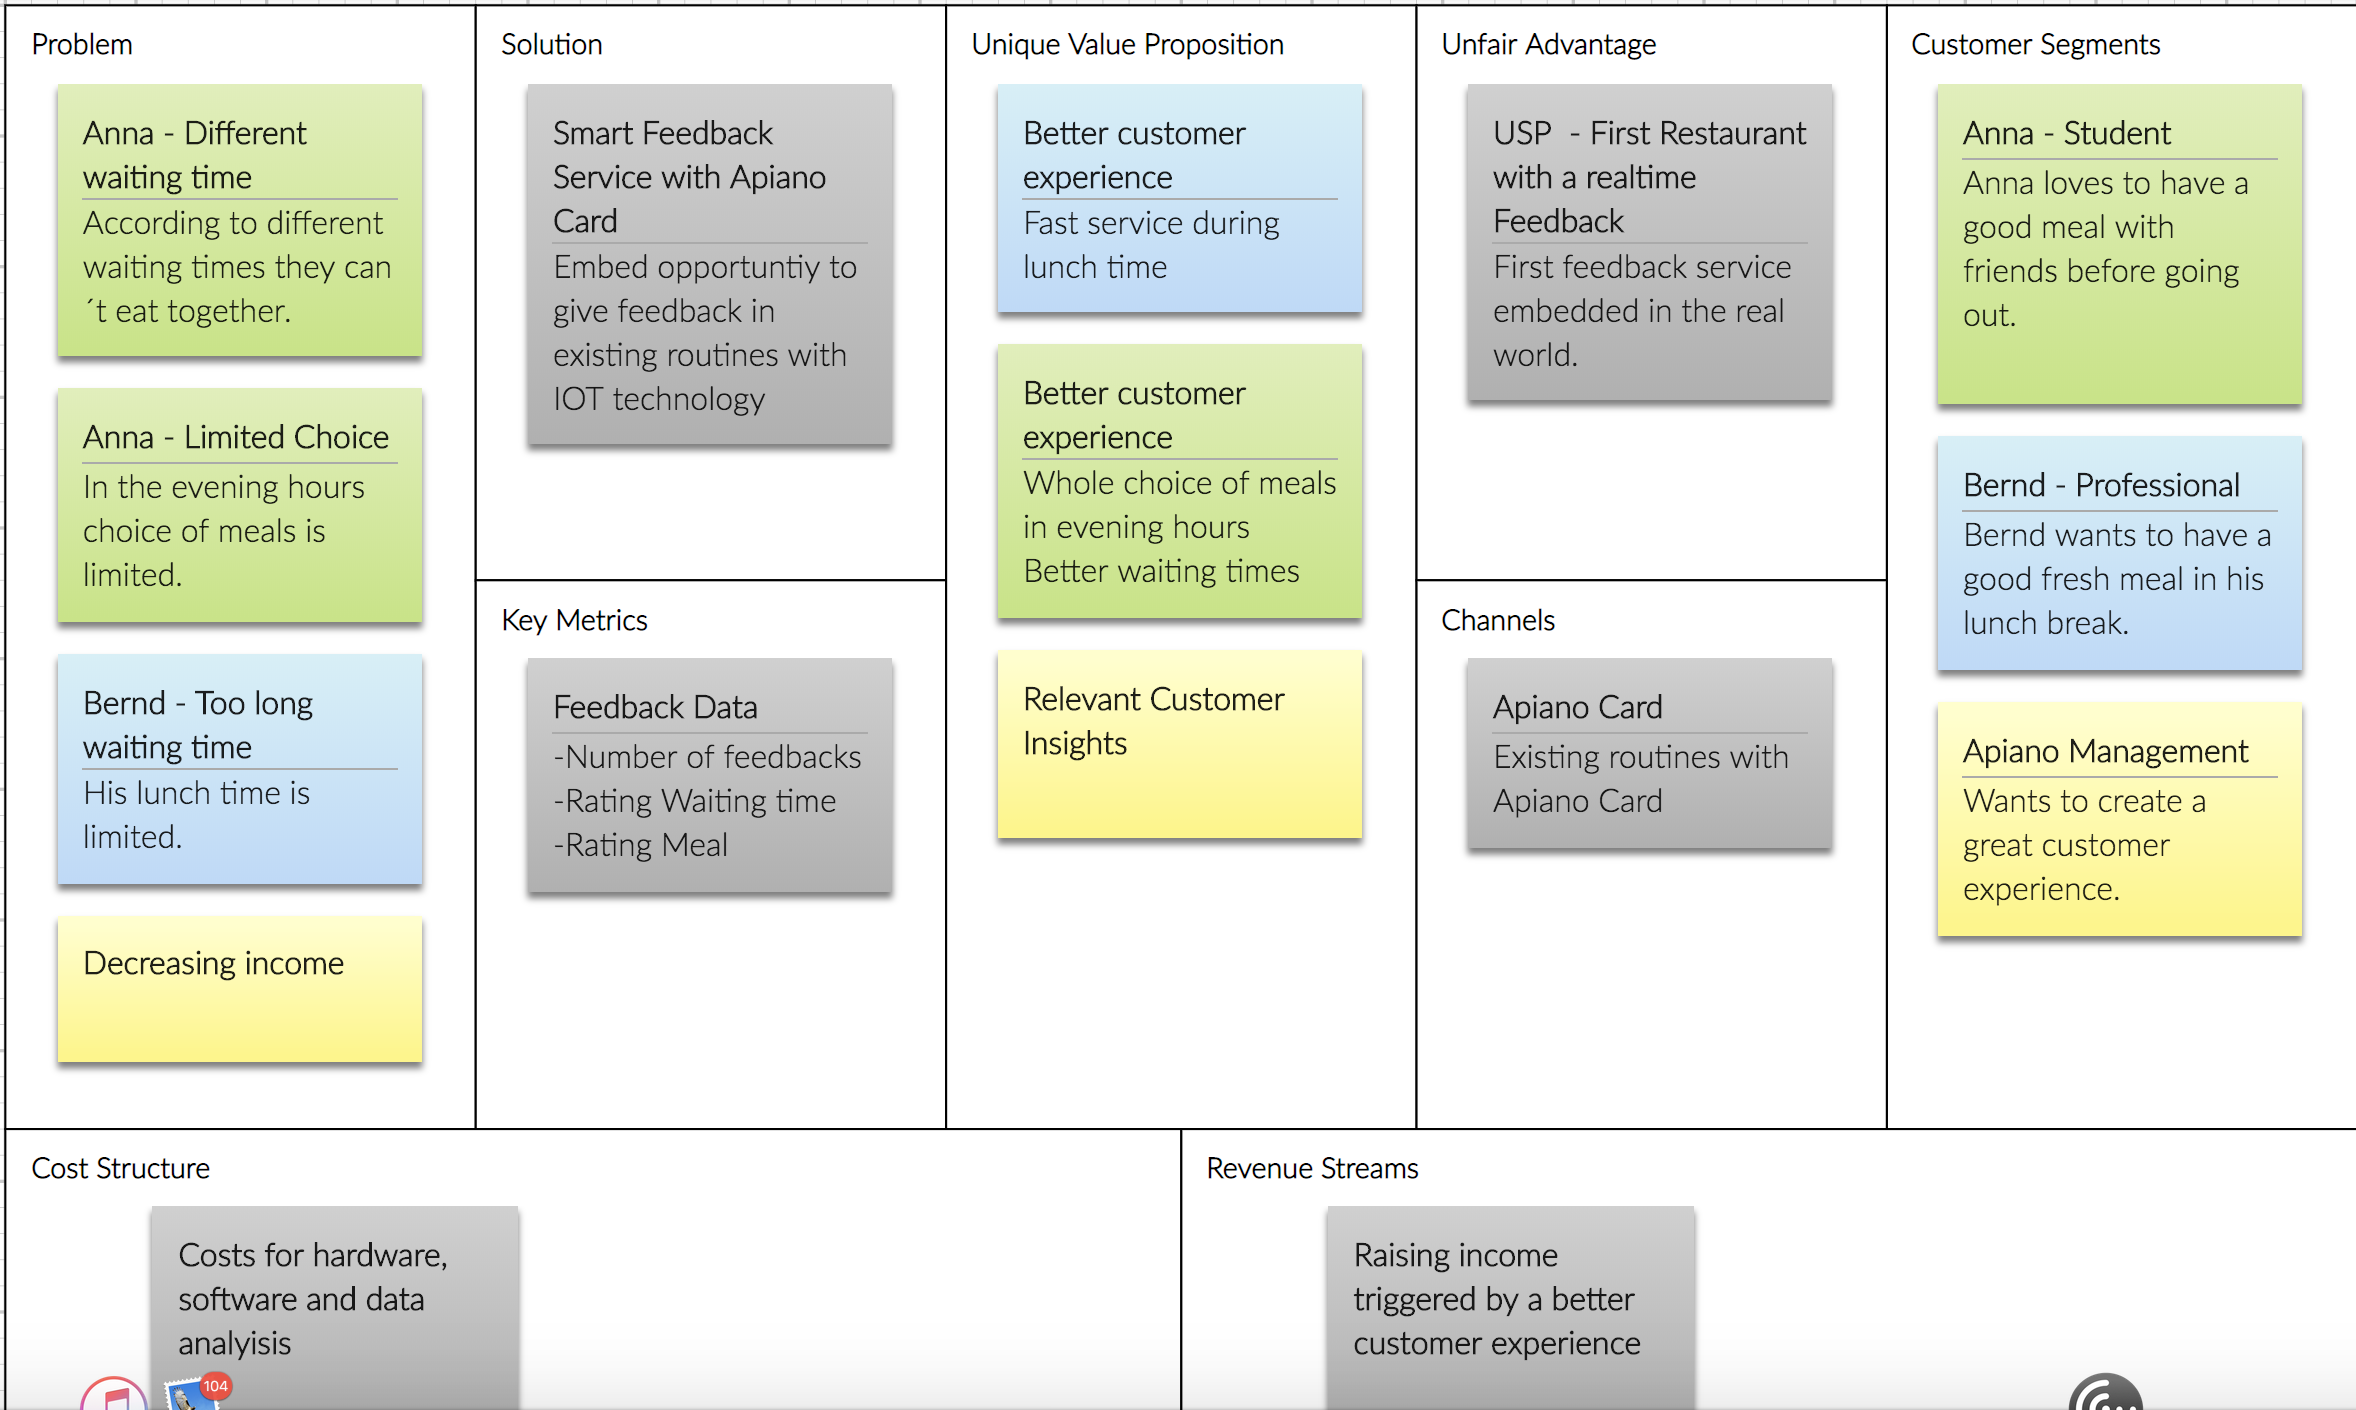 Problem
Anna - Different
waiting time
According to different
waiting times they can
´t eat together.
Anna - Limited Choice
In the evening hours
choice of meals is
limited.
Bernd - Too long
waiting time
His lunch time is
limited.
Decreasing income
Solution
Smart Feedback
Service with Apiano
Card
Embed opportuntiy to
give feedback in
existing routines with
IOT technology
Key Metrics
Feedback Data
-Number of feedbacks
-Rating Waiting time
-Rating Meal
Unique Value Proposition
Better customer
experience
Fast service during
lunch time
Better customer
experience
Whole choice of meals
in evening hours
Better waiting times
Relevant Customer
Insights
Unfair Advantage
USP  - First Restaurant
with a realtime
Feedback
First feedback service
embedded in the real
world.
Channels
Apiano Card
Existing routines with
Apiano Card
Customer Segments
Anna - Student
Anna loves to have a
good meal with
friends before going
out.
Bernd - Professional
Bernd wants to have a
good fresh meal in his
lunch break.
Apiano Management
Wants to create a
great customer
experience.
Cost Structure
Costs for hardware,
software and data
analyisis
104
Revenue Streams
Raising income
triggered by a better
customer experience